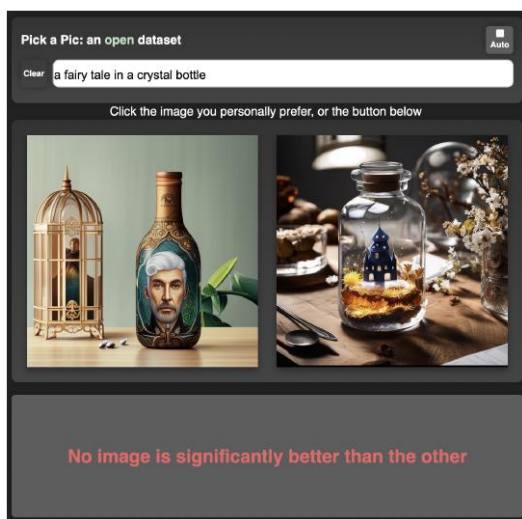 Pick a Pic: an open dataset
Auto
Clear
a fairy tale in a crystal bottle
Click the image you personally prefer, or the button below
No image is significantly better than the other